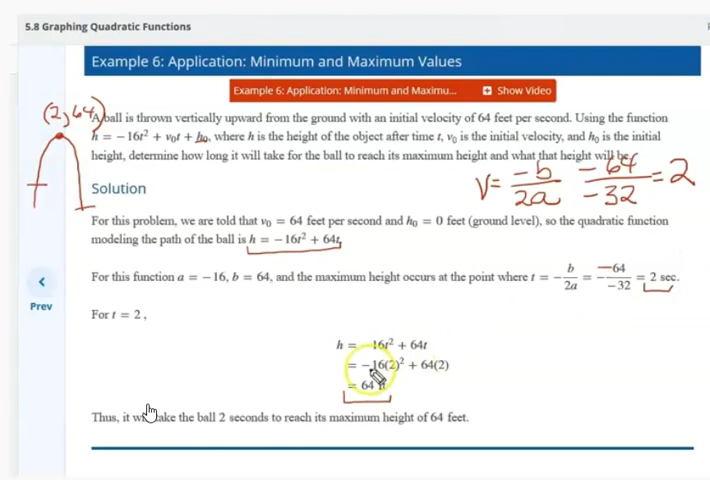 5.8 Graphing Quadratic Functions
Example 6: Application: Minimum and Maximum Values
Example 6: Application: Minimum and Maximu... Show Video
(2,64)
A ball is thrown vertically upward from the ground with an initial velocity of 64 feet per second. Using the function
h = −16t² + v₀t + h₀, where h is the height of the object after time t, v₀ is the initial velocity, and h₀ is the initial
height, determine how long it will take for the ball to reach its maximum height and what that height will be.
V = −b/2a −64/−32 = 2
Solution
For this problem, we are told that v₀ = 64 feet per second and h₀ = 0 feet (ground level), so the quadratic function
modeling the path of the ball is h = −16t² + 64t.
For this function a = −16, b = 64, and the maximum height occurs at the point where t = −b/2a = −64/−32 = 2 sec.
Prev
For t = 2 ,
h = −16t² + 64t
= −16(2)² + 64(2)
= 64 ft
Thus, it will take the ball 2 seconds to reach its maximum height of 64 feet.